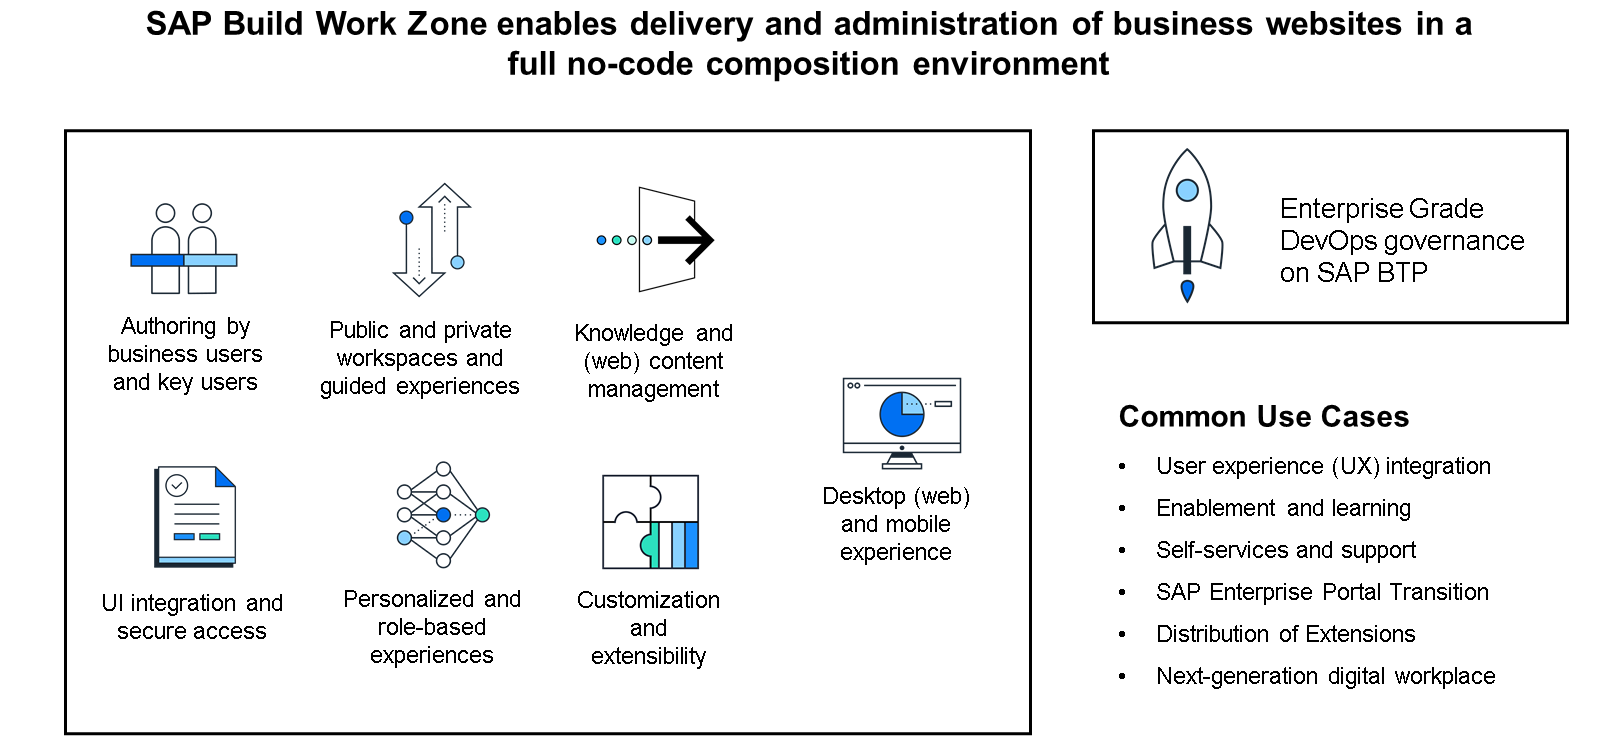 SAP Build Work Zone enables delivery and administration of business websites in a
full no-code composition environment
Authoring by
business users
and key users
Public and private
workspaces and
guided experiences
Knowledge and
(web) content
management
UI integration and
secure access
Personalized and
role-based
experiences
Customization
and
extensibility
Desktop (web)
and mobile
experience
Enterprise Grade
DevOps governance
on SAP BTP
Common Use Cases
• User experience (UX) integration
• Enablement and learning
• Self-services and support
• SAP Enterprise Portal Transition
• Distribution of Extensions
• Next-generation digital workplace